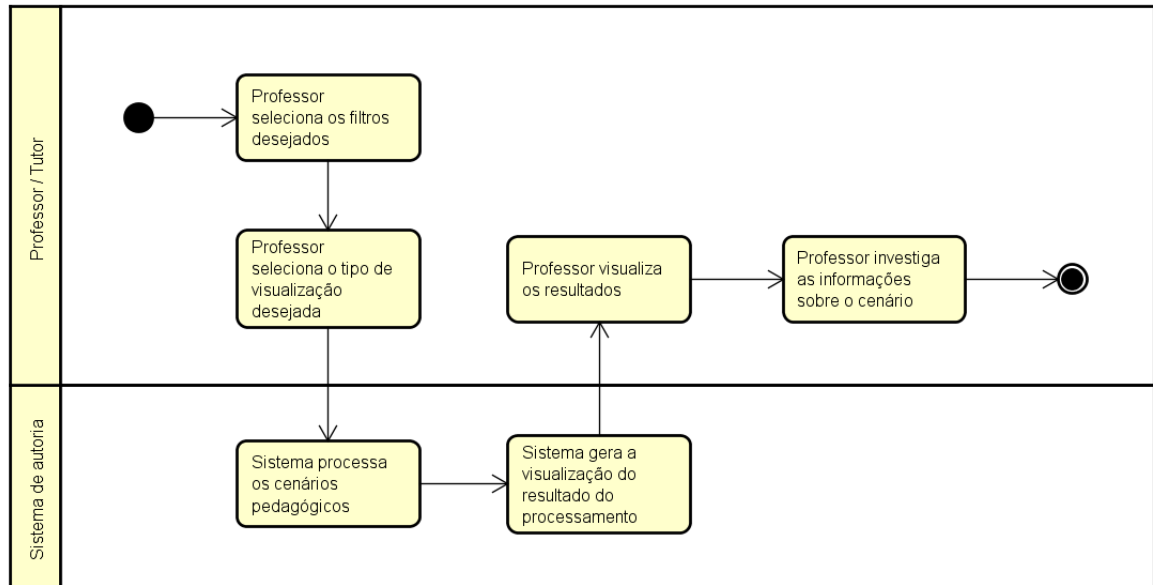 Professor / Tutor
Professor
seleciona os filtros
desejados
Professor
seleciona o tipo de
visualização
desejada
Professor visualiza
os resultados
Professor investiga
as informações
sobre o cenário
Sistema de autoria
Sistema processa
os cenários
pedagógicos
Sistema gera a
visualização do
resultado do
processamento